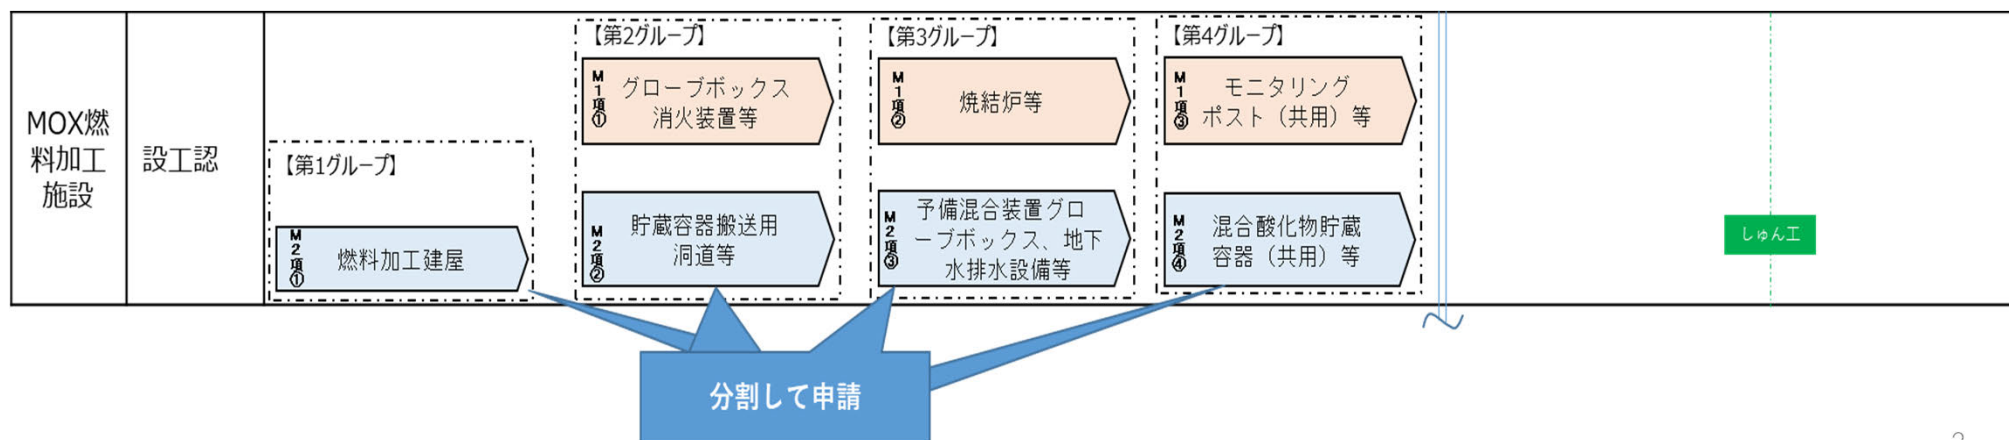 MOX燃
料加工
施設
設工認
【第1グループ】
M2項①
燃料加工建屋
【第2グループ】
M1項①
グローブボックス
消火装置等
M2項②
貯蔵容器搬送用
洞道等
【第3グループ】
M1項②
焼結炉等
M2項③
予備混合装置グロ
ーブボックス、地下
水排水設備等
【第4グループ】
M1項③
モニタリング
ポスト（共用）等
M2項④
混合酸化物貯蔵
容器（共用）等
しゅん工
分割して申請